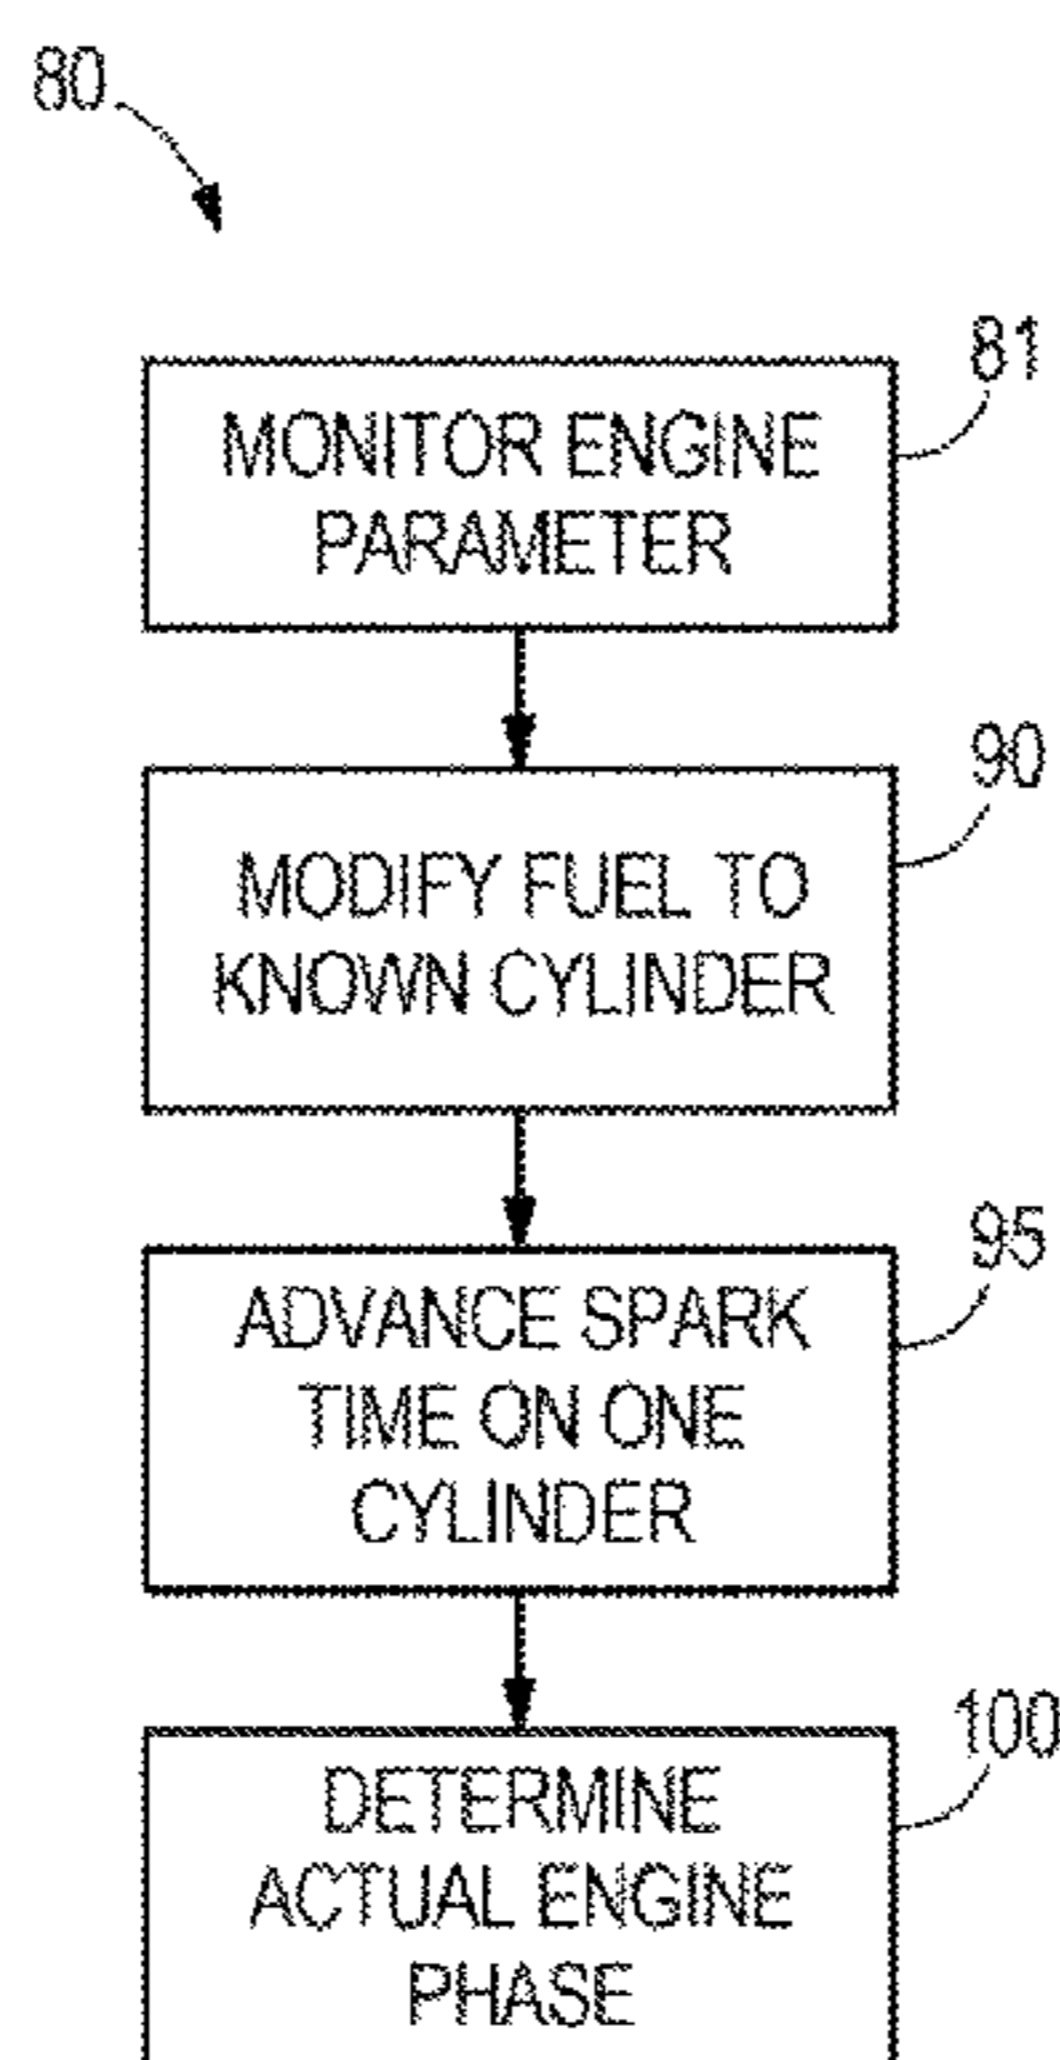 80
81
MONITOR ENGINE
PARAMETER
90
MODIFY FUEL TO
KNOWN CYLINDER
95
ADVANCE SPARK
TIME ON ONE
CYLINDER
100
DETERMINE
ACTUAL ENGINE
PHASE